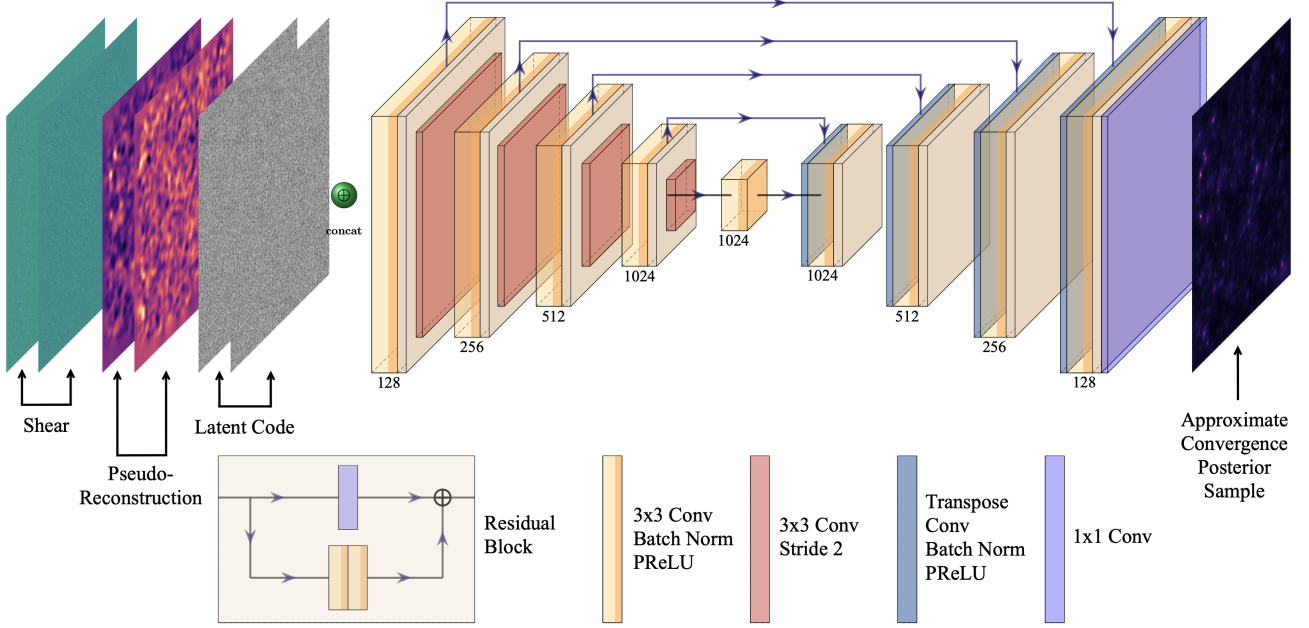 concat
128
256
512
1024
1024
1024
512
256
128
Shear
Pseudo-
Reconstruction
Latent Code
Approximate
Convergence
Posterior
Sample
Residual
Block
3x3 Conv
Batch Norm
PReLU
3x3 Conv
Stride 2
Transpose
Conv
Batch Norm
PReLU
1x1 Conv